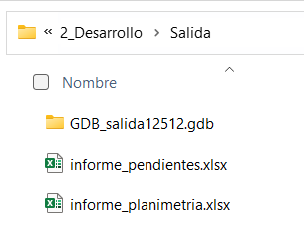 « 2_Desarrollo > Salida
Nombre
GDB_salida12512.gdb
informe_pendientes.xlsx
informe_planimetria.xlsx